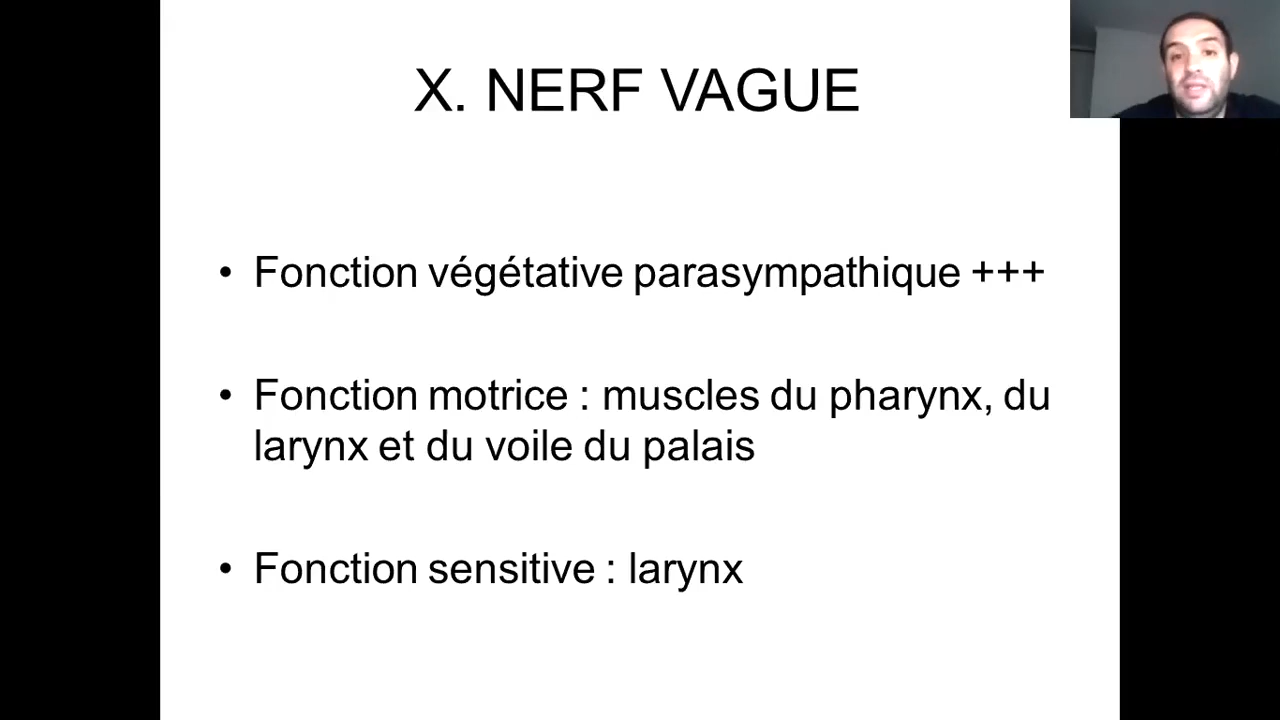 X. NERF VAGUE
• Fonction végétative parasympathique +++
• Fonction motrice : muscles du pharynx, du
larynx et du voile du palais
• Fonction sensitive : larynx